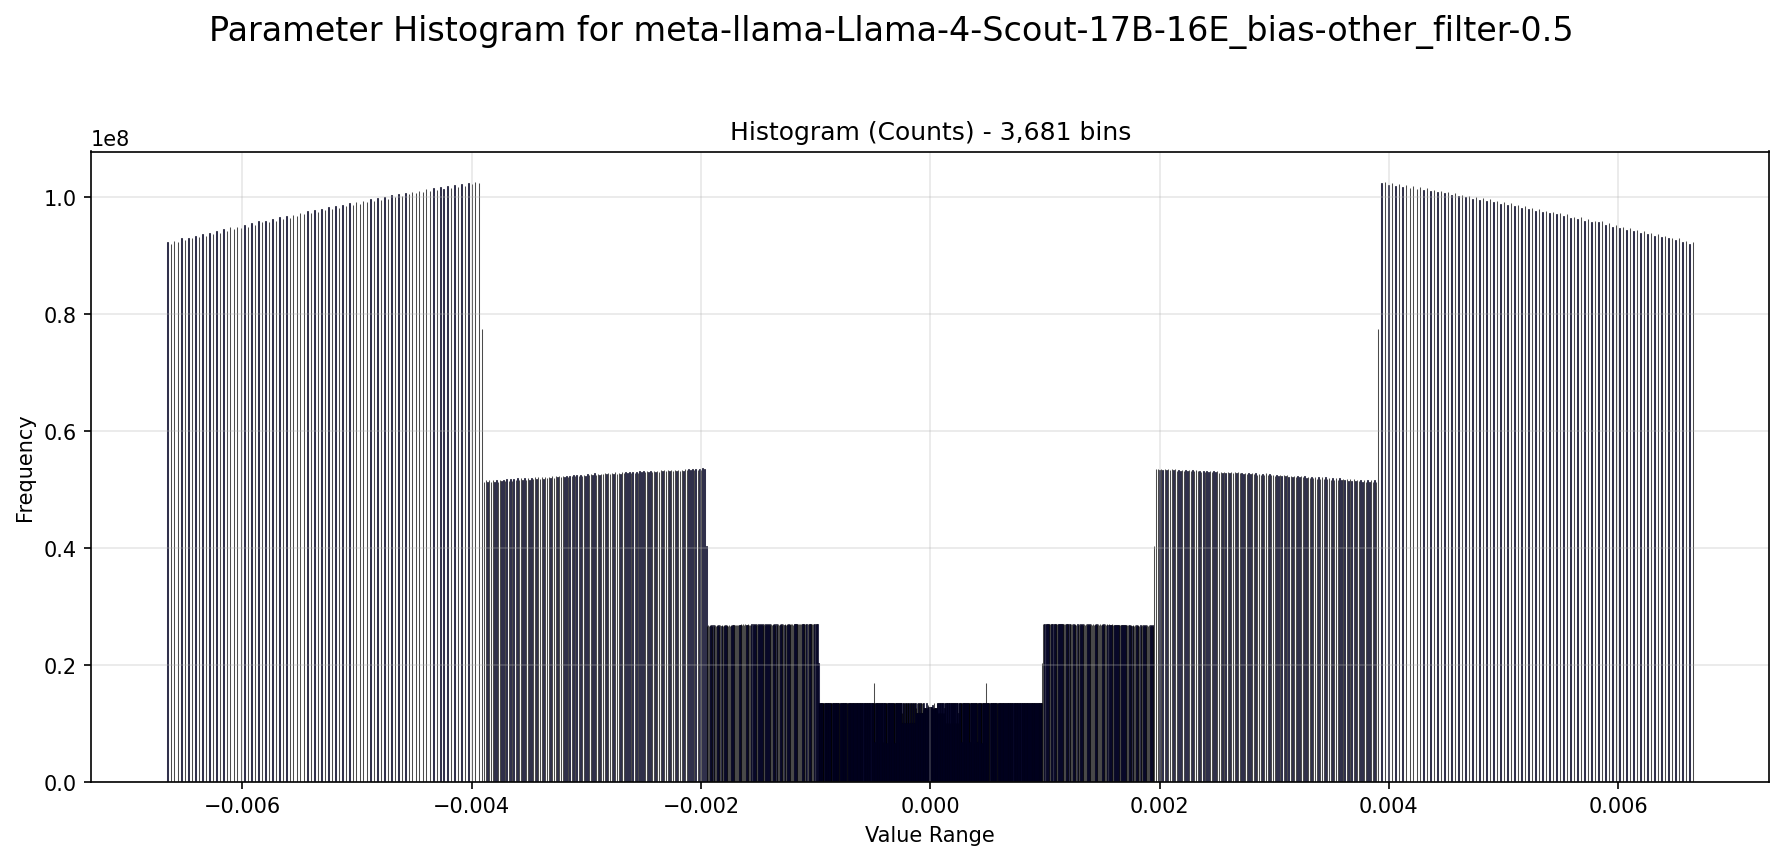 Parameter Histogram for meta-llama-Llama-4-Scout-17B-16E_bias-other_filter-0.5
Histogram (Counts) - 3,681 bins
1e8
1.0
0.8
0.6
0.4
0.2
0.0
Frequency
−0.006
−0.004
−0.002
0.000
0.002
0.004
0.006
Value Range